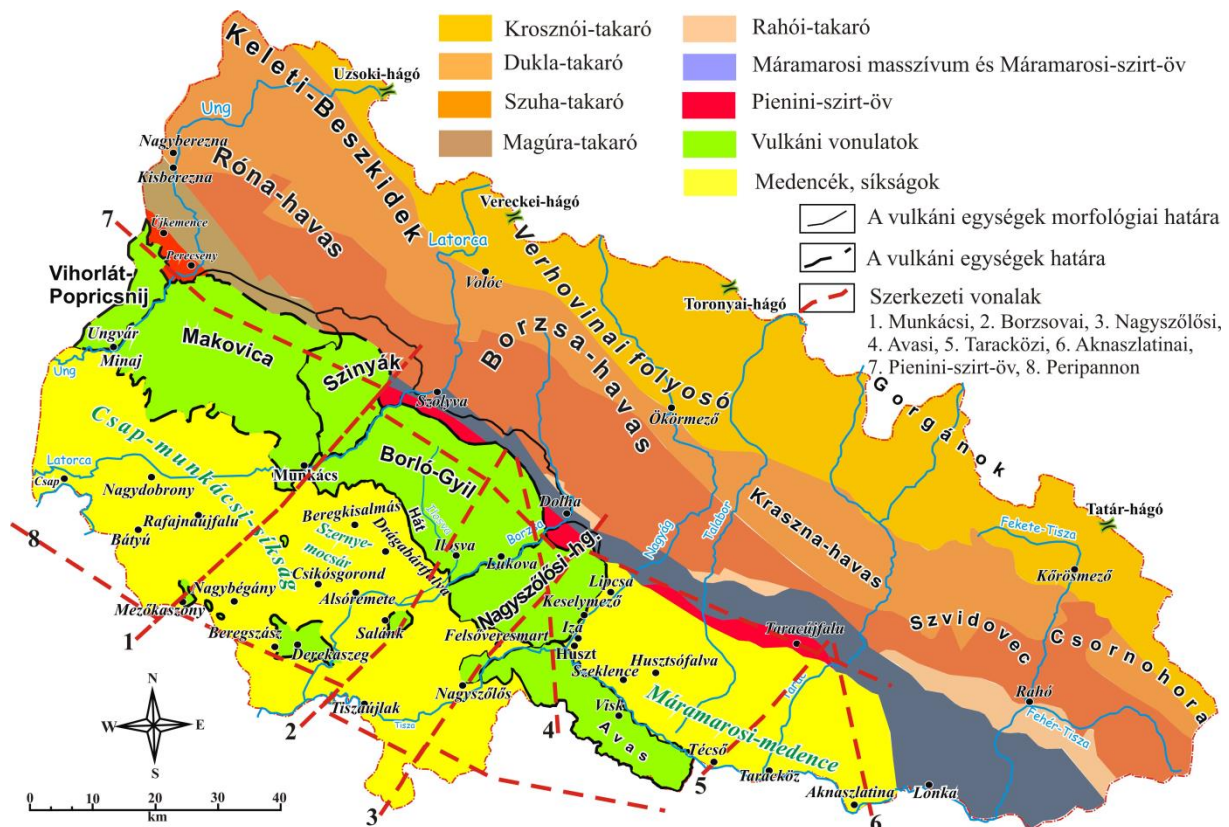 Krosznói-takaró
Dukla-takaró
Szuha-takaró
Magúra-takaró
Rahói-takaró
Máramarosi masszívum és Máramarosi-szirt-öv
Pienini-szirt-öv
Vulkáni vonulatok
Medencék, síkságok
A vulkáni egységek morfológiai határa
A vulkáni egységek határa
Szerkezeti vonalak
1. Munkácsi, 2. Borzsovai, 3. Nagyszőlősi,
4. Avasi, 5. Taracközi, 6. Aknaszlatinai,
7. Pienini-szirt-öv, 8. Peripannon
Keleti-Beszkidek
Uzsoki-hágó
Ung
Nagyberezna
Kisberezna
Róna-havas
Vereckei-hágó
7
Újkemence
Perecseny
Latorca
Verhovinai folyosó
Volóc
Vihorlát-
Popricsnij
Toronyai-hágó
Ungvár
Minaj
Makovica
Szinyák
Borzsa-havas
Ung
Szolyva
Ökörmező
Gorgánok
Csap-munkácsi-síkság
Latorca
Csap
Nagydobrony
Munkács
Borló-Gyil
Rafajnaújfalu
Bátyú
Beregkisalmás
Szernye-
mocsár
Drágabártfalva
Hát
Ilosva
Ilosva
Borzsa
Dolha
Lukova
Nagyág
Talabor
Kraszna-havas
Fekete-Tisza
Tatár-hágó
Kőrösmező
8
Csikósgorond
Nagybégány
Alsóremete
Nagyszőlősi-hg.
Lipcsa
Keselymező
Mezőkaszony
1
Beregszász
Derekaszeg
Salánk
Felsőveresmart
Iza
Huszt
Szeklence
Husztsófalva
Taracújfalu
Szvidovec
Csornohora
Rahó
Fehér-Tisza
N
W
E
S
Tiszaújlak
Tisza
Nagyszőlős
2
4
Visk
Avas
Máramarosi-medence
Tarac
Técső
Taracköz
5
Aknaszlatina
Lonka
0 10 20 30 40
km
3
6